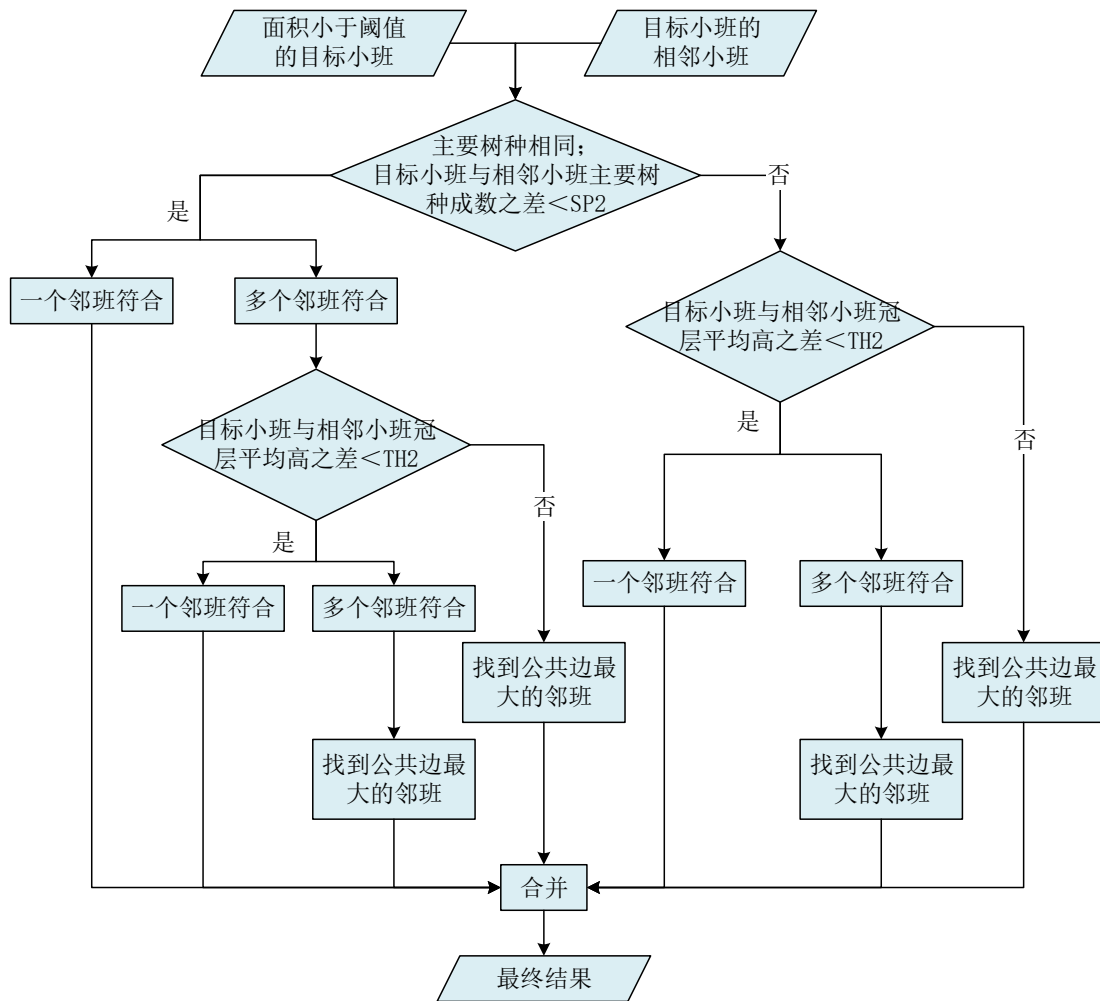 面积小于阈值
的目标小班
目标小班的
相邻小班
主要树种相同；
目标小班与相邻小班主要树
种成数之差＜SP2
是
否
一个邻班符合
多个邻班符合
目标小班与相邻小班冠
层平均高之差＜TH2
目标小班与相邻小班冠
层平均高之差＜TH2
是
否
是
否
一个邻班符合
多个邻班符合
一个邻班符合
多个邻班符合
找到公共边最
大的邻班
找到公共边最
大的邻班
找到公共边最
大的邻班
找到公共边最
大的邻班
合并
最终结果